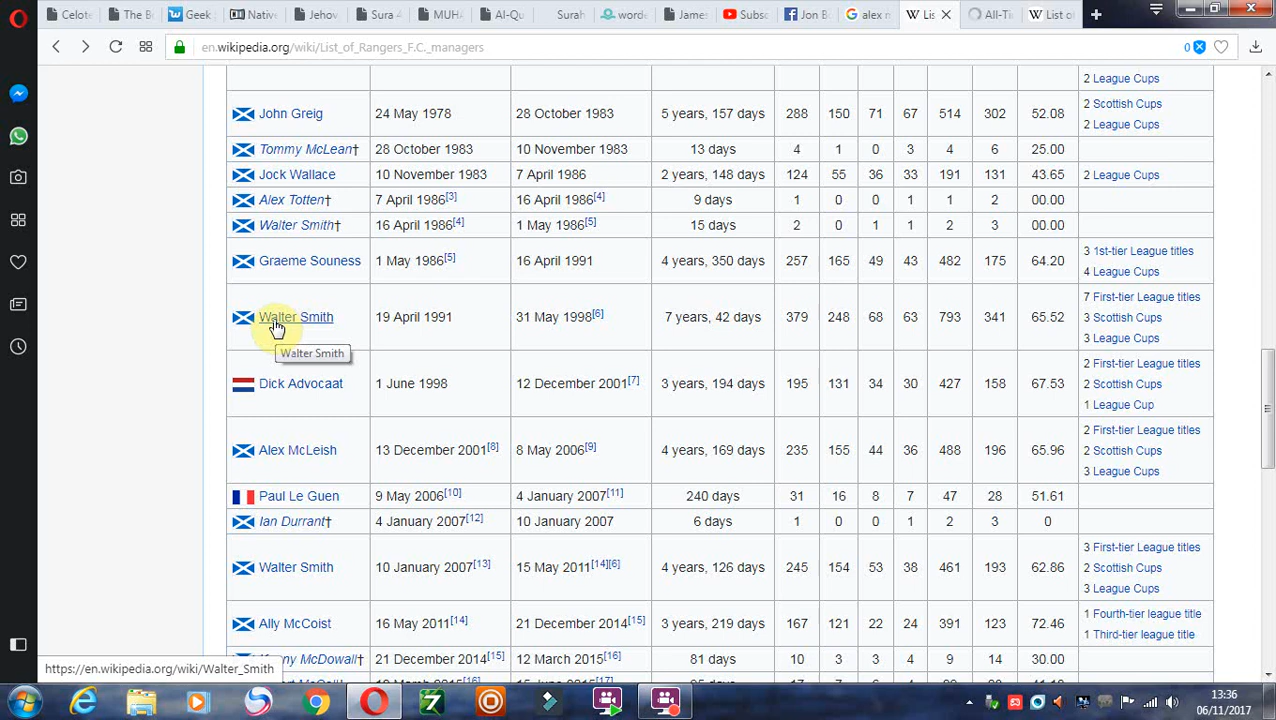 Celot
The B
Geek
Nativ
Jehov
Sura 4
MULI
Al-Qu
Surah
word
James
Subsc
Jon B
alex n
Lis
All-Ti
List of
en.wikipedia.org/wiki/List_of_Rangers_F.C._managers 0
2 League Cups
John Greig 24 May 1978 28 October 1983 5 years, 157 days 288 150 71 67 514 302 52.08 2 Scottish Cups
2 League Cups
Tommy McLean† 28 October 1983 10 November 1983 13 days 4 1 0 3 4 6 25.00
Jock Wallace 10 November 1983 7 April 1986 2 years, 148 days 124 55 36 33 191 131 43.65 2 League Cups
Alex Totten† 7 April 1986[3] 16 April 1986[4] 9 days 1 0 0 1 1 2 00.00
Walter Smith† 16 April 1986[4] 1 May 1986[5] 15 days 2 0 1 1 2 3 00.00
Graeme Souness 1 May 1986[5] 16 April 1991 4 years, 350 days 257 165 49 43 482 175 64.20 3 1st-tier League titles
4 League Cups
7 First-tier League titles
Walter Smith 19 April 1991 31 May 1998[6] 7 years, 42 days 379 248 68 63 793 341 65.52 3 Scottish Cups
3 League Cups
Walter Smith
2 First-tier League titles
Dick Advocaat 1 June 1998 12 December 2001[7] 3 years, 194 days 195 131 34 30 427 158 67.53 2 Scottish Cups
1 League Cup
2 First-tier League titles
Alex McLeish 13 December 2001[8] 8 May 2006[9] 4 years, 169 days 235 155 44 36 488 196 65.96 2 Scottish Cups
3 League Cups
Paul Le Guen 9 May 2006[10] 4 January 2007[11] 240 days 31 16 8 7 47 28 51.61
Ian Durrant† 4 January 2007[12] 10 January 2007 6 days 1 0 0 1 2 3 0
3 First-tier League titles
Walter Smith 10 January 2007[13] 15 May 2011[14][6] 4 years, 126 days 245 154 53 38 461 193 62.86 2 Scottish Cups
3 League Cups
Ally McCoist 16 May 2011[14] 21 December 2014[15] 3 years, 219 days 167 121 22 24 391 123 72.46 1 Fourth-tier league title
1 Third-tier league title
McDowall† 21 December 2014[15] 12 March 2015[16] 81 days 10 3 3 4 9 14 30.00
https://en.wikipedia.org/wiki/Walter_Smith
13:36
06/11/2017